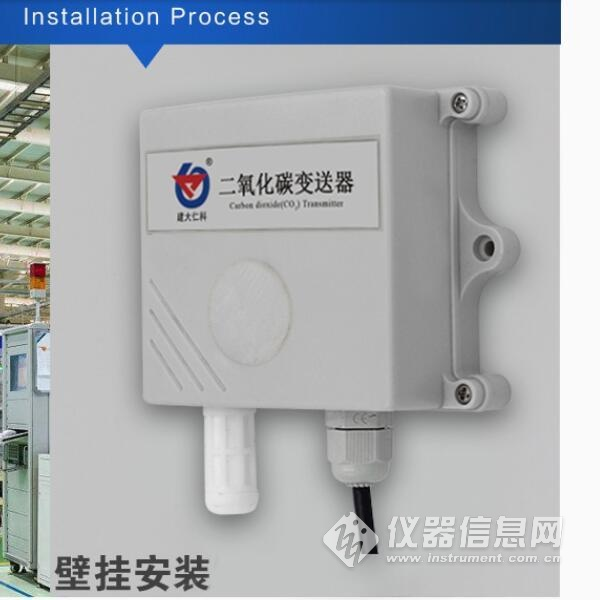 Installation Process
®
二氧化碳变送器
Carbon dioxide(CO₂) Transmitter
建大仁科
壁挂安装
仪器信息网
www.instrument.com.cn